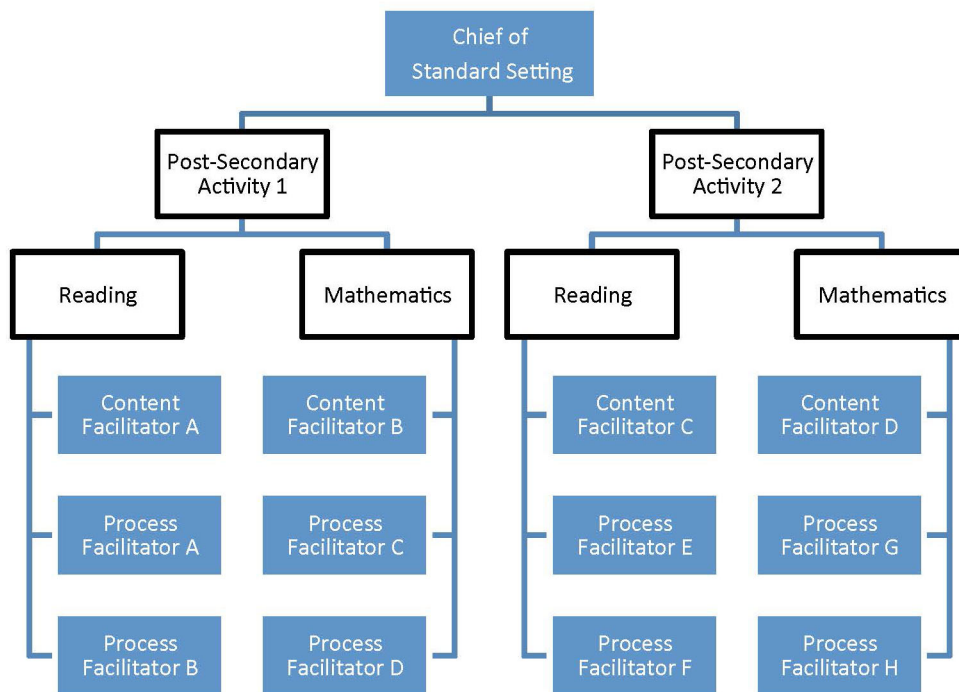 Chief of
Standard Setting
Post-Secondary
Activity 1
Post-Secondary
Activity 2
Reading
Mathematics
Reading
Mathematics
Content
Facilitator A
Content
Facilitator B
Content
Facilitator C
Content
Facilitator D
Process
Facilitator A
Process
Facilitator C
Process
Facilitator E
Process
Facilitator G
Process
Facilitator B
Process
Facilitator D
Process
Facilitator F
Process
Facilitator H